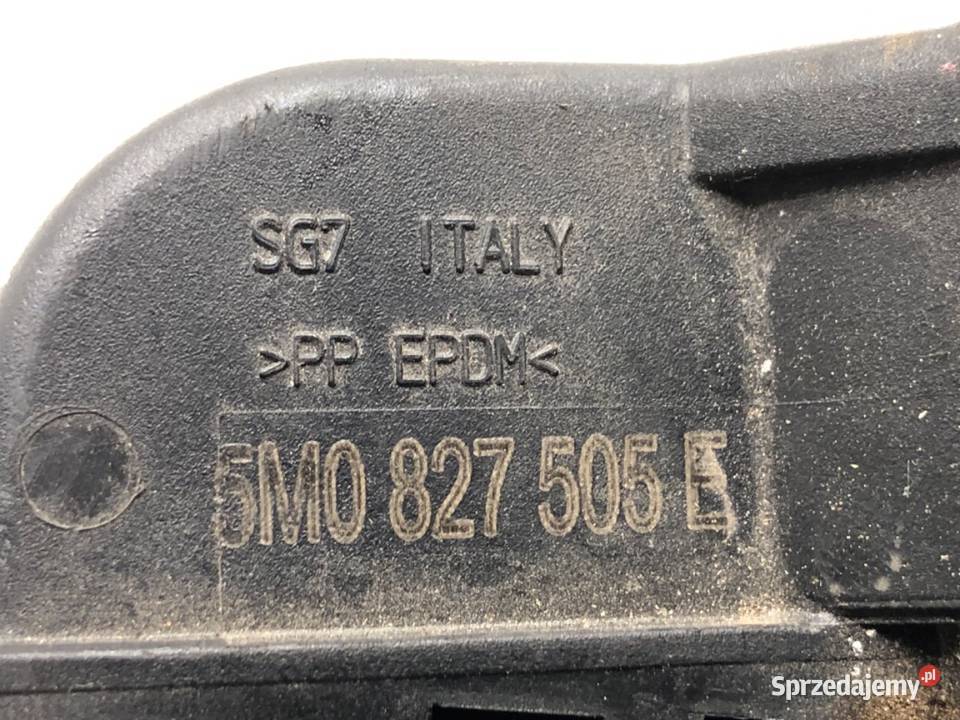 SG7 ITALY
>PP EPDM<
5M0 827 505 E
Sprzedajemy.pl